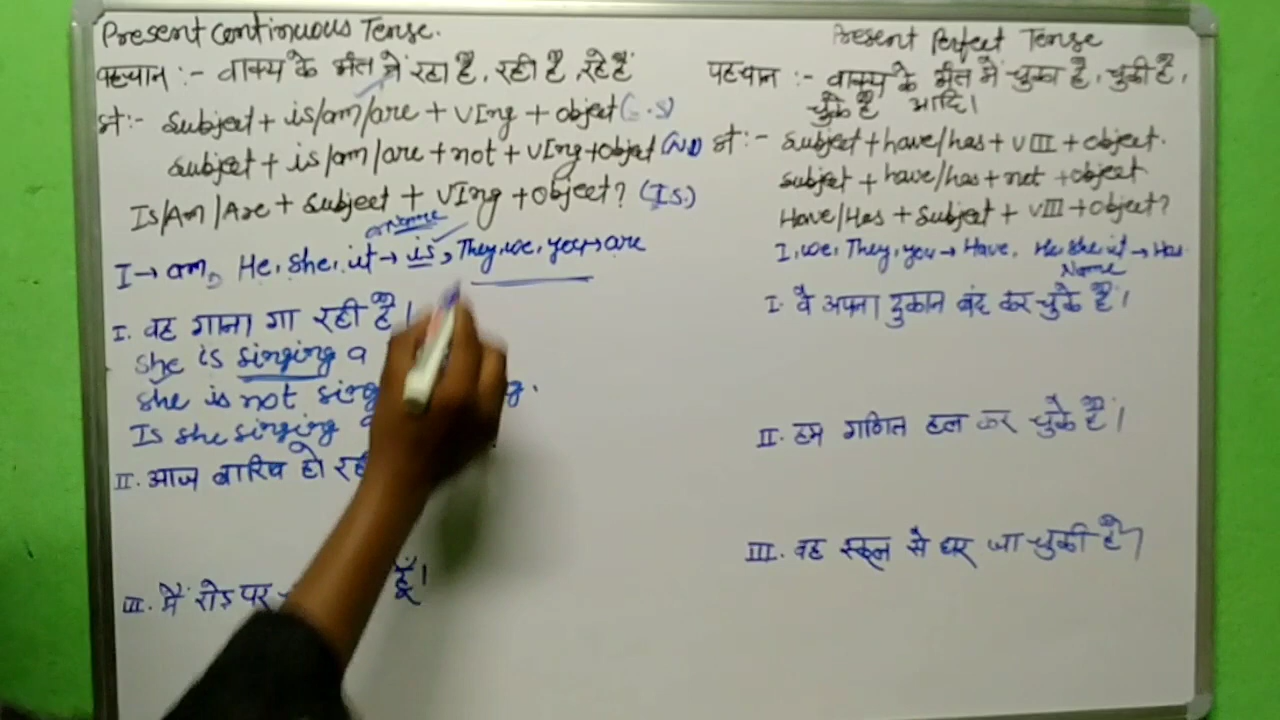 Present Continuous Tense.
पहचान :- वाक्य के अंत में रहा है, रही है, रहे हैं
सं:- Subject + is/am/are + VIng + object
Subject + is/am/are + not + VIng + object
Is/Am/Are + Subject + VIng + object? (IS)
Name
I → am, He, She, it → is, They, we, you → are
I. वह गाना गा रही है।
She is singing a
She is not
Is she singing
II. आज बारिष हो
III. मैं रोड पर हूँ।
Present Perfect Tense
पहचान :- वाक्य के अंत में चुका है, चुकी है,
चुके हैं आदि।
सं:- Subject + have/has + VIII + object.
Subject + have/has + not + object
Have/Has + Subject + VIII + object?
I, we, They, you → Have, He, She, it → Has
Name
I. वे अपना दुकान बंद कर चुके हैं।
II. हम गणित हल कर चुके हैं।
III. वह स्कूल से घर जा चुकी है